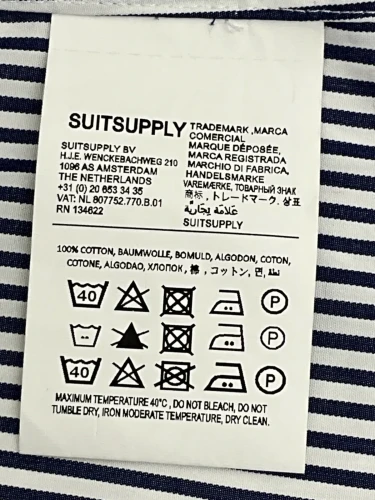 SUITSUPPLY
SUITSUPPLY BV
H.J.E. WENCKEBACHWEG 210
1096 AS AMSTERDAM
THE NETHERLANDS
+31 (0) 20 653 34 35
VAT: NL 807752.770.B.01
RN 134622
TRADEMARK ,MARCA
COMERCIAL
MARQUE DÉPOSÉE,
MARCA REGISTRADA
MARCHIO DI FABRICA,
HANDELSMARKE
VAREMÆRKE, ТОВАРНЫЙ ЗНАК
商标, トレードマーク, 상표
علامة تجارية
SUITSUPPLY
100% COTTON, BAUMWOLLE, BOMULD, ALGODON, COTON,
COTONE, ALGODAO, ХЛОПОК, 棉, コットン, 면,
40 P
P
40 P
MAXIMUM TEMPERATURE 40°C, DO NOT BLEACH, DO NOT
TUMBLE DRY, IRON MODERATE TEMPERATURE, DRY CLEAN.